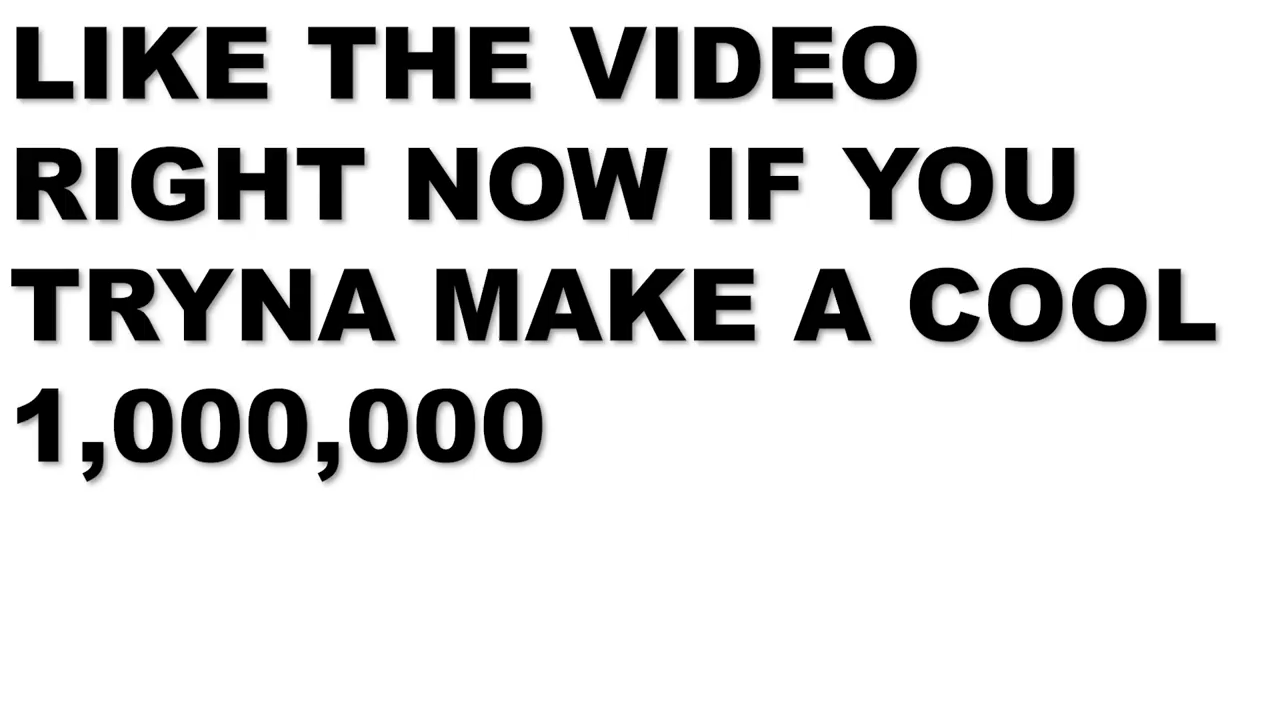 LIKE THE VIDEO
RIGHT NOW IF YOU
TRYNA MAKE A COOL
1,000,000